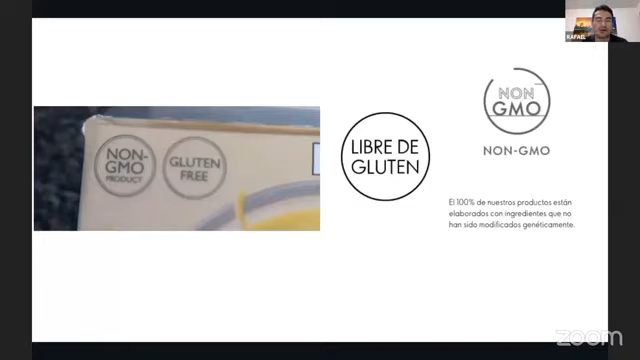 RAFAEL
NON-
GMO
PRODUCT
GLUTEN
FREE
LIBRE DE
GLUTEN
NON
GMO
NON-GMO
El 100% de nuestros productos están
elaborados con ingredientes que no
han sido modificados genéticamente.
zoom